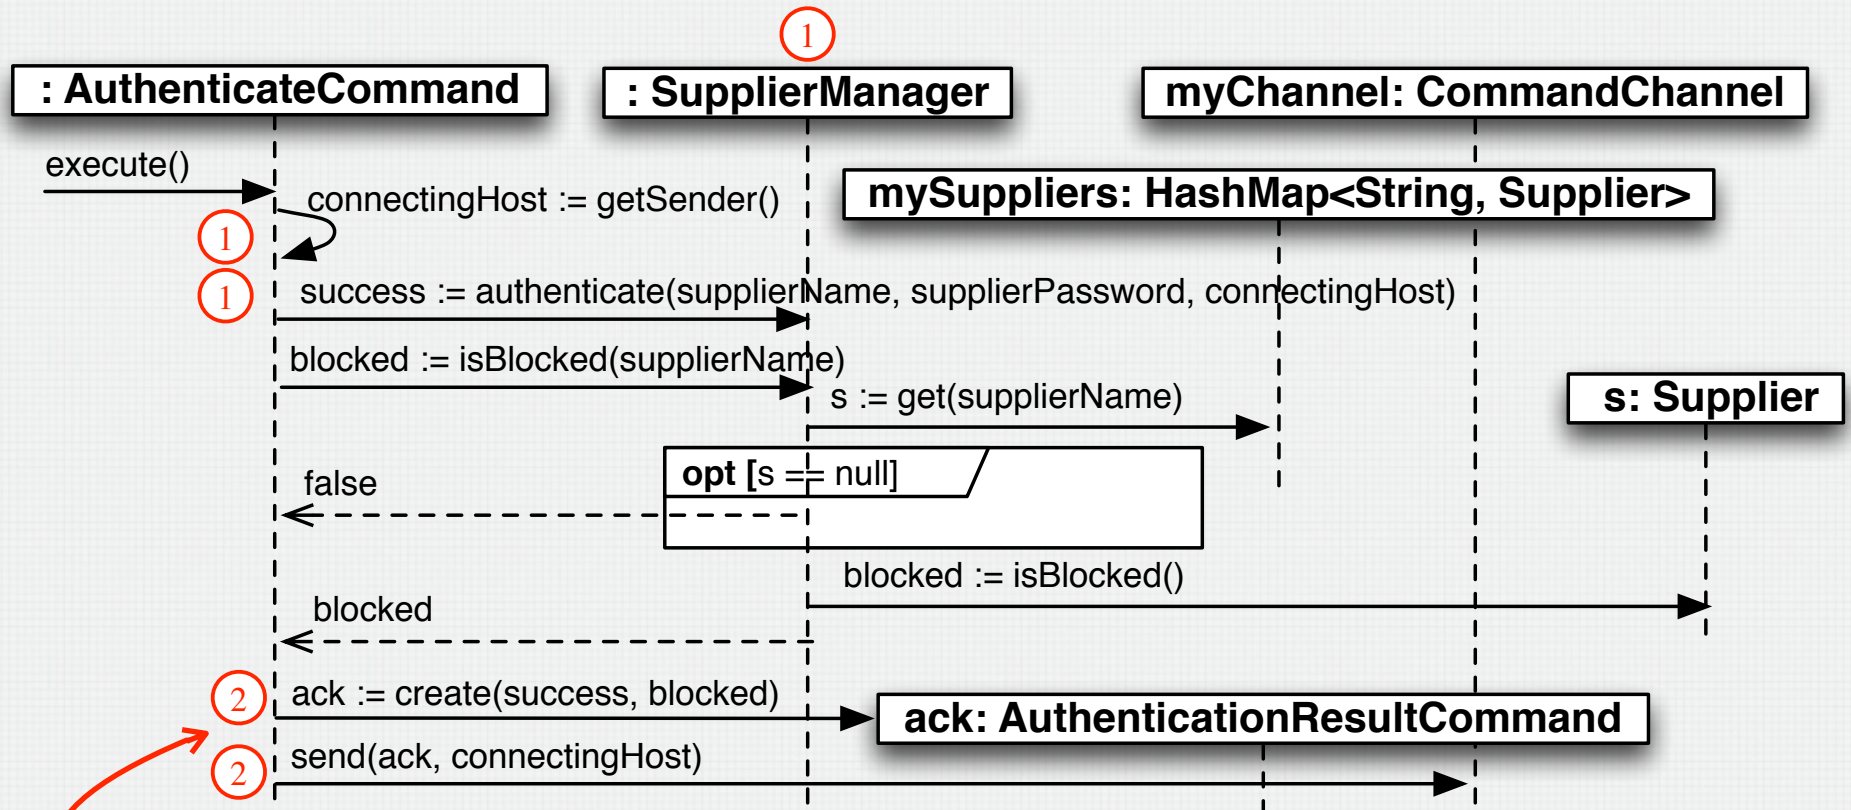 1
: AuthenticateCommand
: SupplierManager
myChannel: CommandChannel
execute()
connectingHost := getSender()
mySuppliers: HashMap<String, Supplier>
1
1
success := authenticate(supplierName, supplierPassword, connectingHost)
blocked := isBlocked(supplierName)
s := get(supplierName)
s: Supplier
opt [s == null]
false
blocked := isBlocked()
blocked
2
ack := create(success, blocked)
ack: AuthenticationResultCommand
2
send(ack, connectingHost)